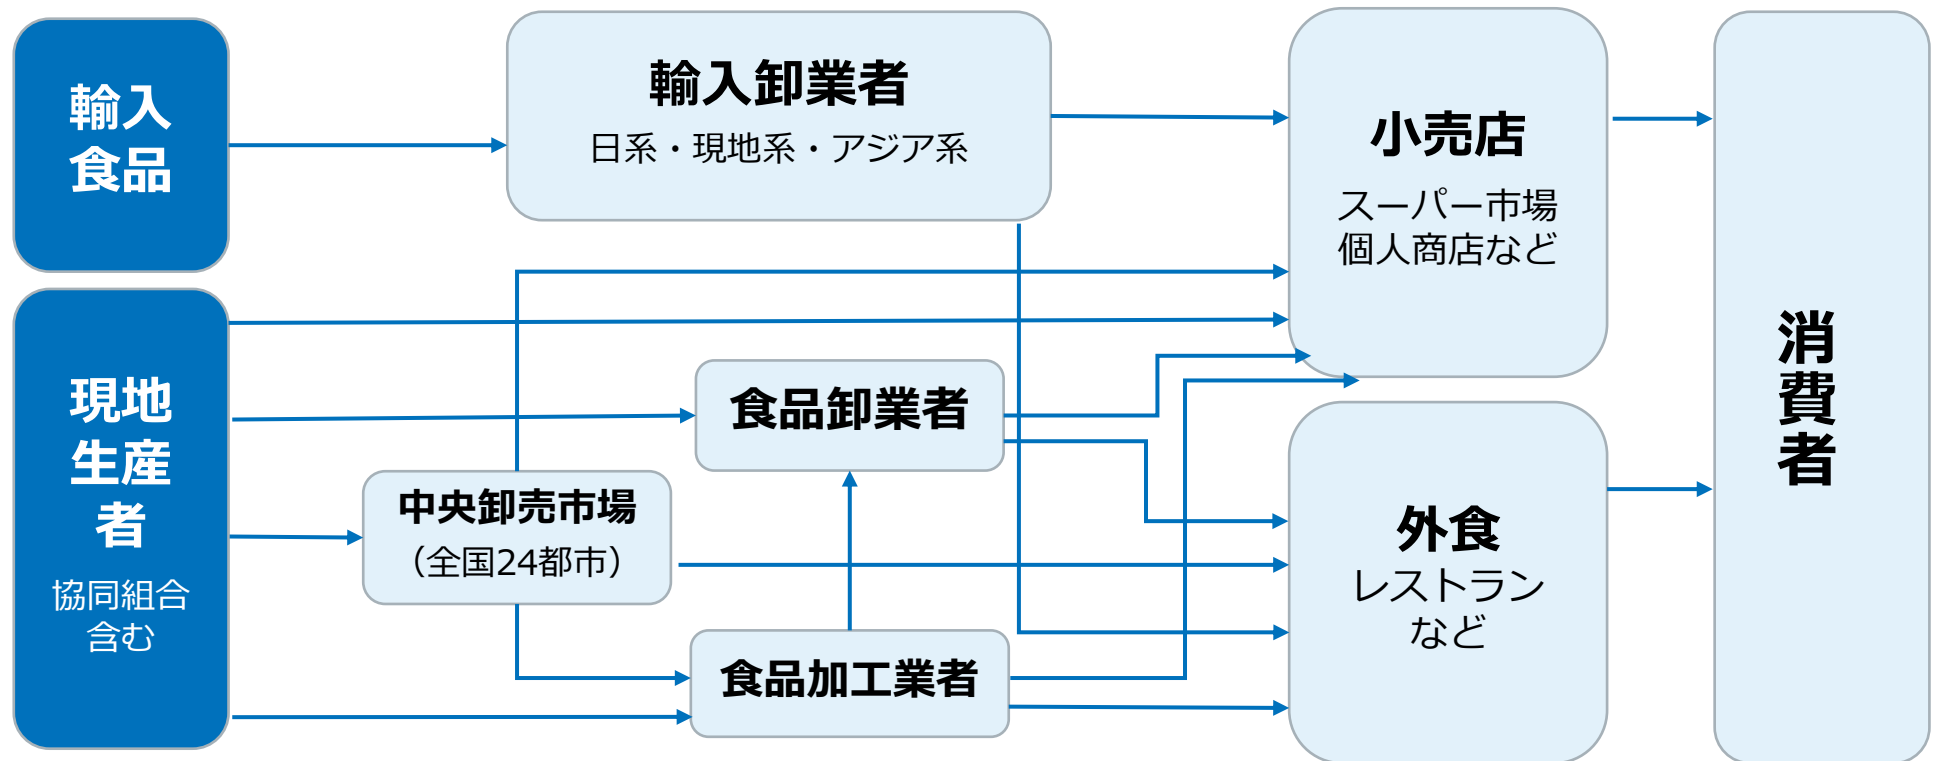 輸入
食品
輸入卸業者
日系・現地系・アジア系
小売店
スーパー市場
個人商店など
消費者
現地
生産
者
協同組合
含む
食品卸業者
中央卸売市場
（全国24都市）
食品加工業者
外食
レストラン
など